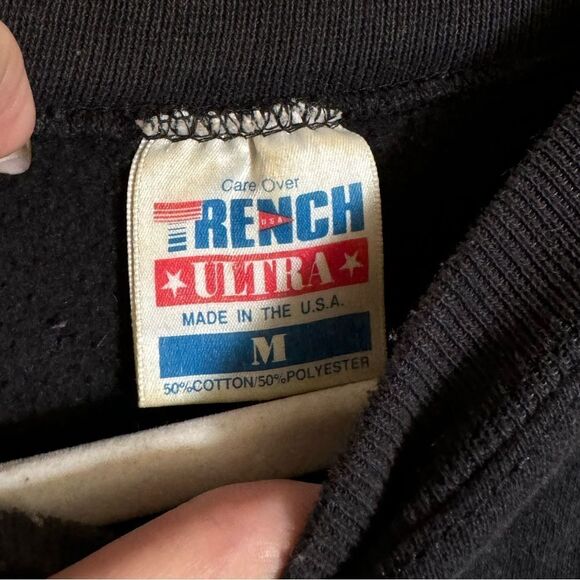 Care Over
TRENCH
USA
ULTRA
MADE IN THE U.S.A.
M
50%COTTON/50%POLYESTER